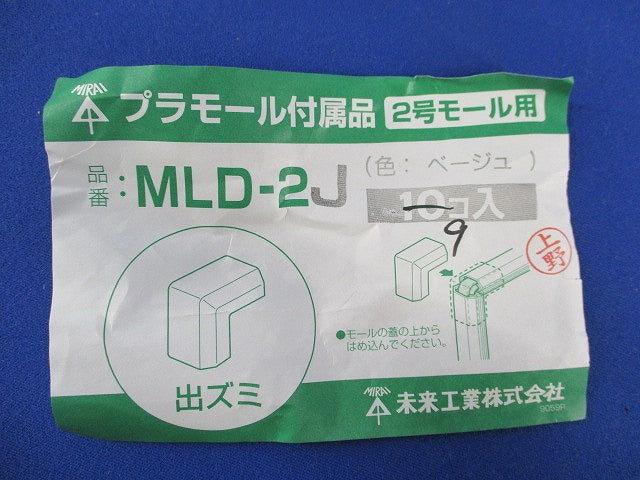 MIRAI
プラモール付属品 2号モール用
品番：MLD-2J
(色：ベージュ)
10コ入
9
上野
●モールの蓋の上から
はめ込んでください。
出ズミ
MIRAI 未来工業株式会社
9059R